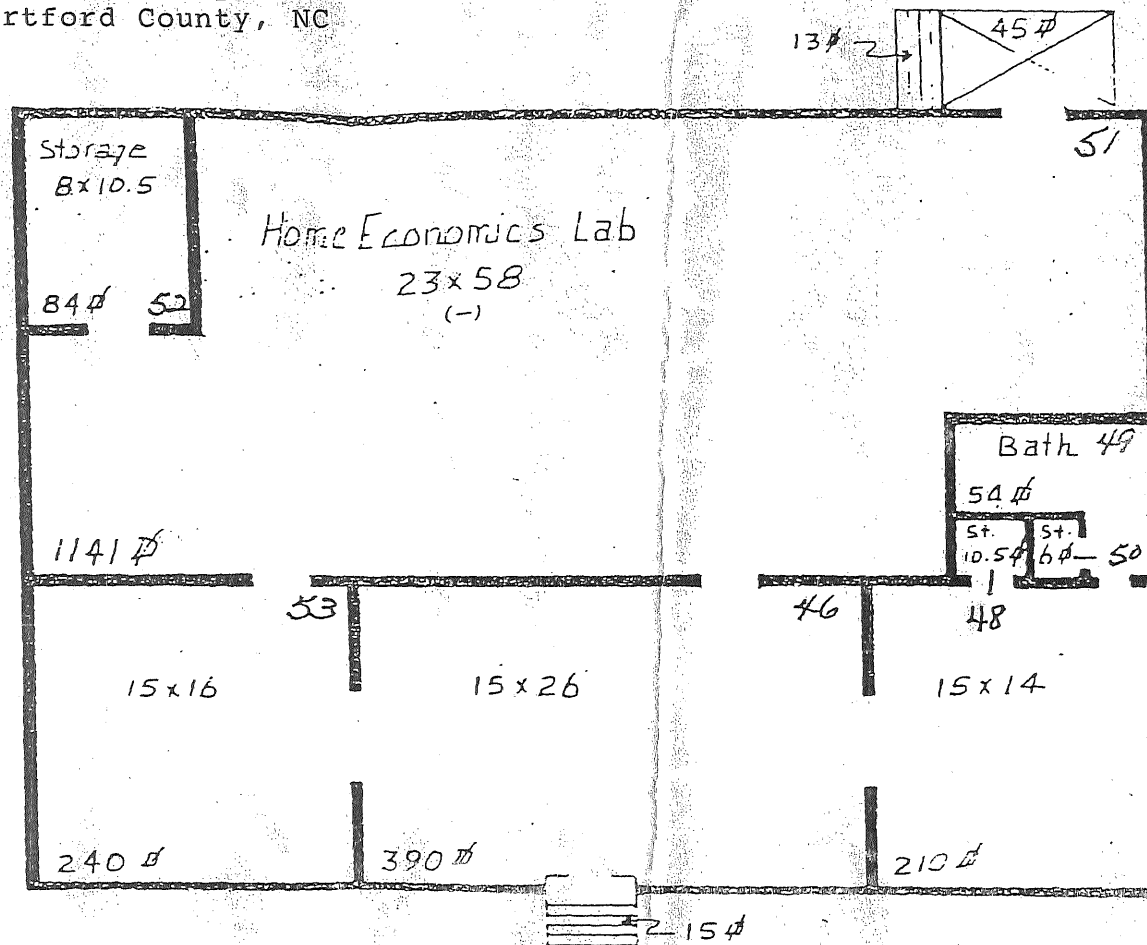 rtford County, NC
13⌀
45⌀
51
Storage
8x10.5
84⌀ 52
Home Economics Lab
23x58
(-)
1141⌀
Bath 49
54⌀
St.
10.5⌀
St.
6⌀ 50
53
46
48
15x16
15x26
15x14
240⌀
390⌀
210⌀
15⌀